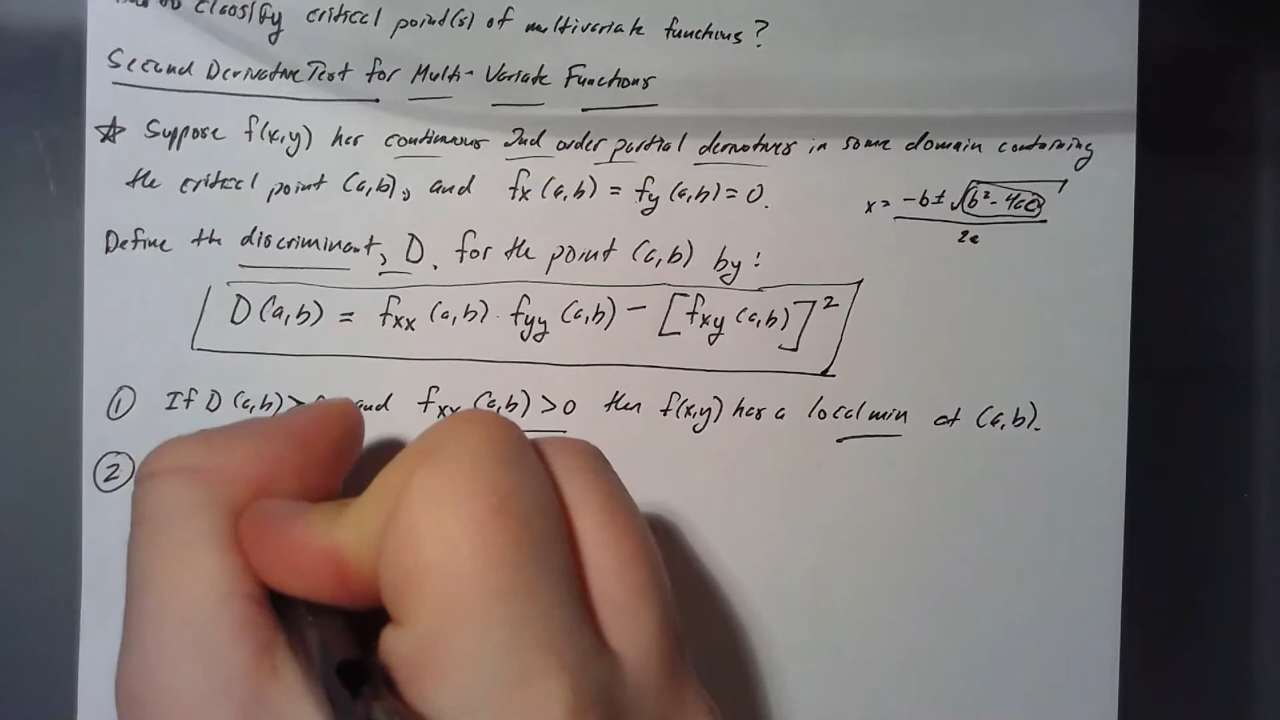 classify critical point(s) of multivariate functions?
Second Derivative Test for Multi-Variate Functions
☆ Suppose f(x,y) has continuous 2nd order partial derivatives in some domain containing
the critical point (a,b), and fx (a,b) = fy (a,b) = 0.
x = -b ± √b² - 4ac
2a
Define the discriminant, D, for the point (a,b) by:
D(a,b) = fxx (a,b) · fyy (a,b) - [fxy (a,b)]²
① If D (a,b) > and fxx (a,b) > 0 then f(x,y) has a local min at (a,b).
②